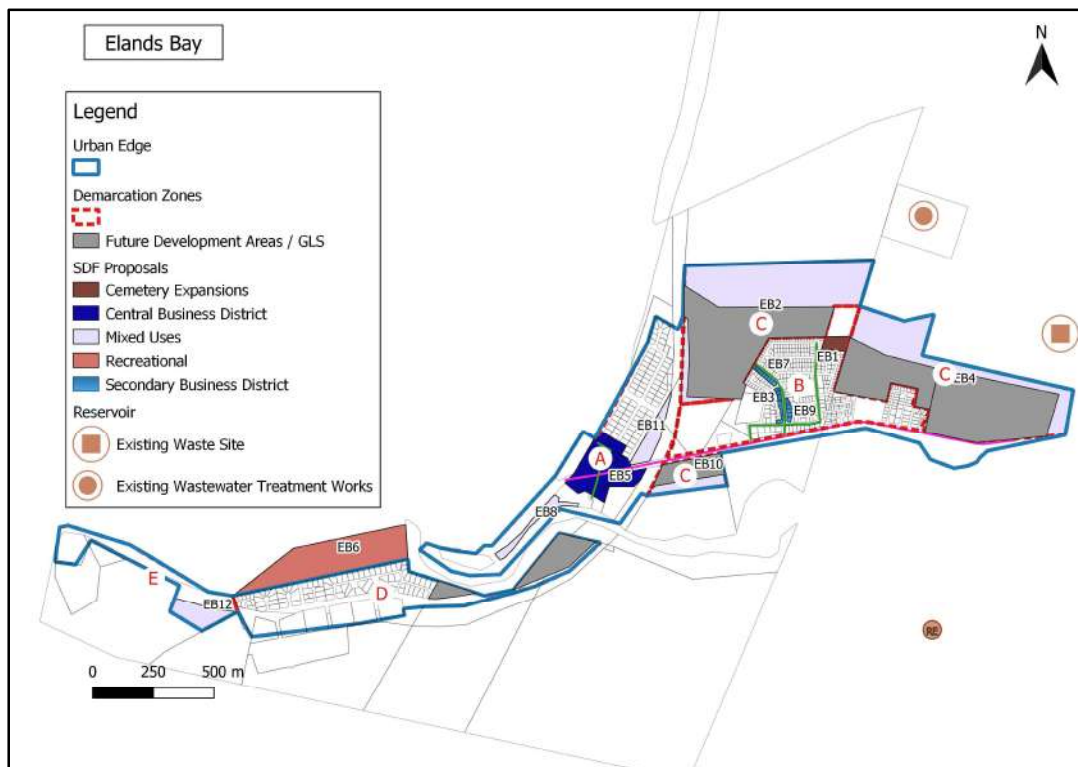 Elands Bay
N
Legend
Urban Edge
Demarcation Zones
Future Development Areas / GLS
SDF Proposals
Cemetery Expansions
Central Business District
Mixed Uses
Recreational
Secondary Business District
Reservoir
Existing Waste Site
Existing Wastewater Treatment Works
EB2
C
EB1
EB7
B
C
EB4
EB3
EB9
EB11
A
EB5
EB10
C
EB8
EB6
E
D
EB12
RE
0 250 500 m